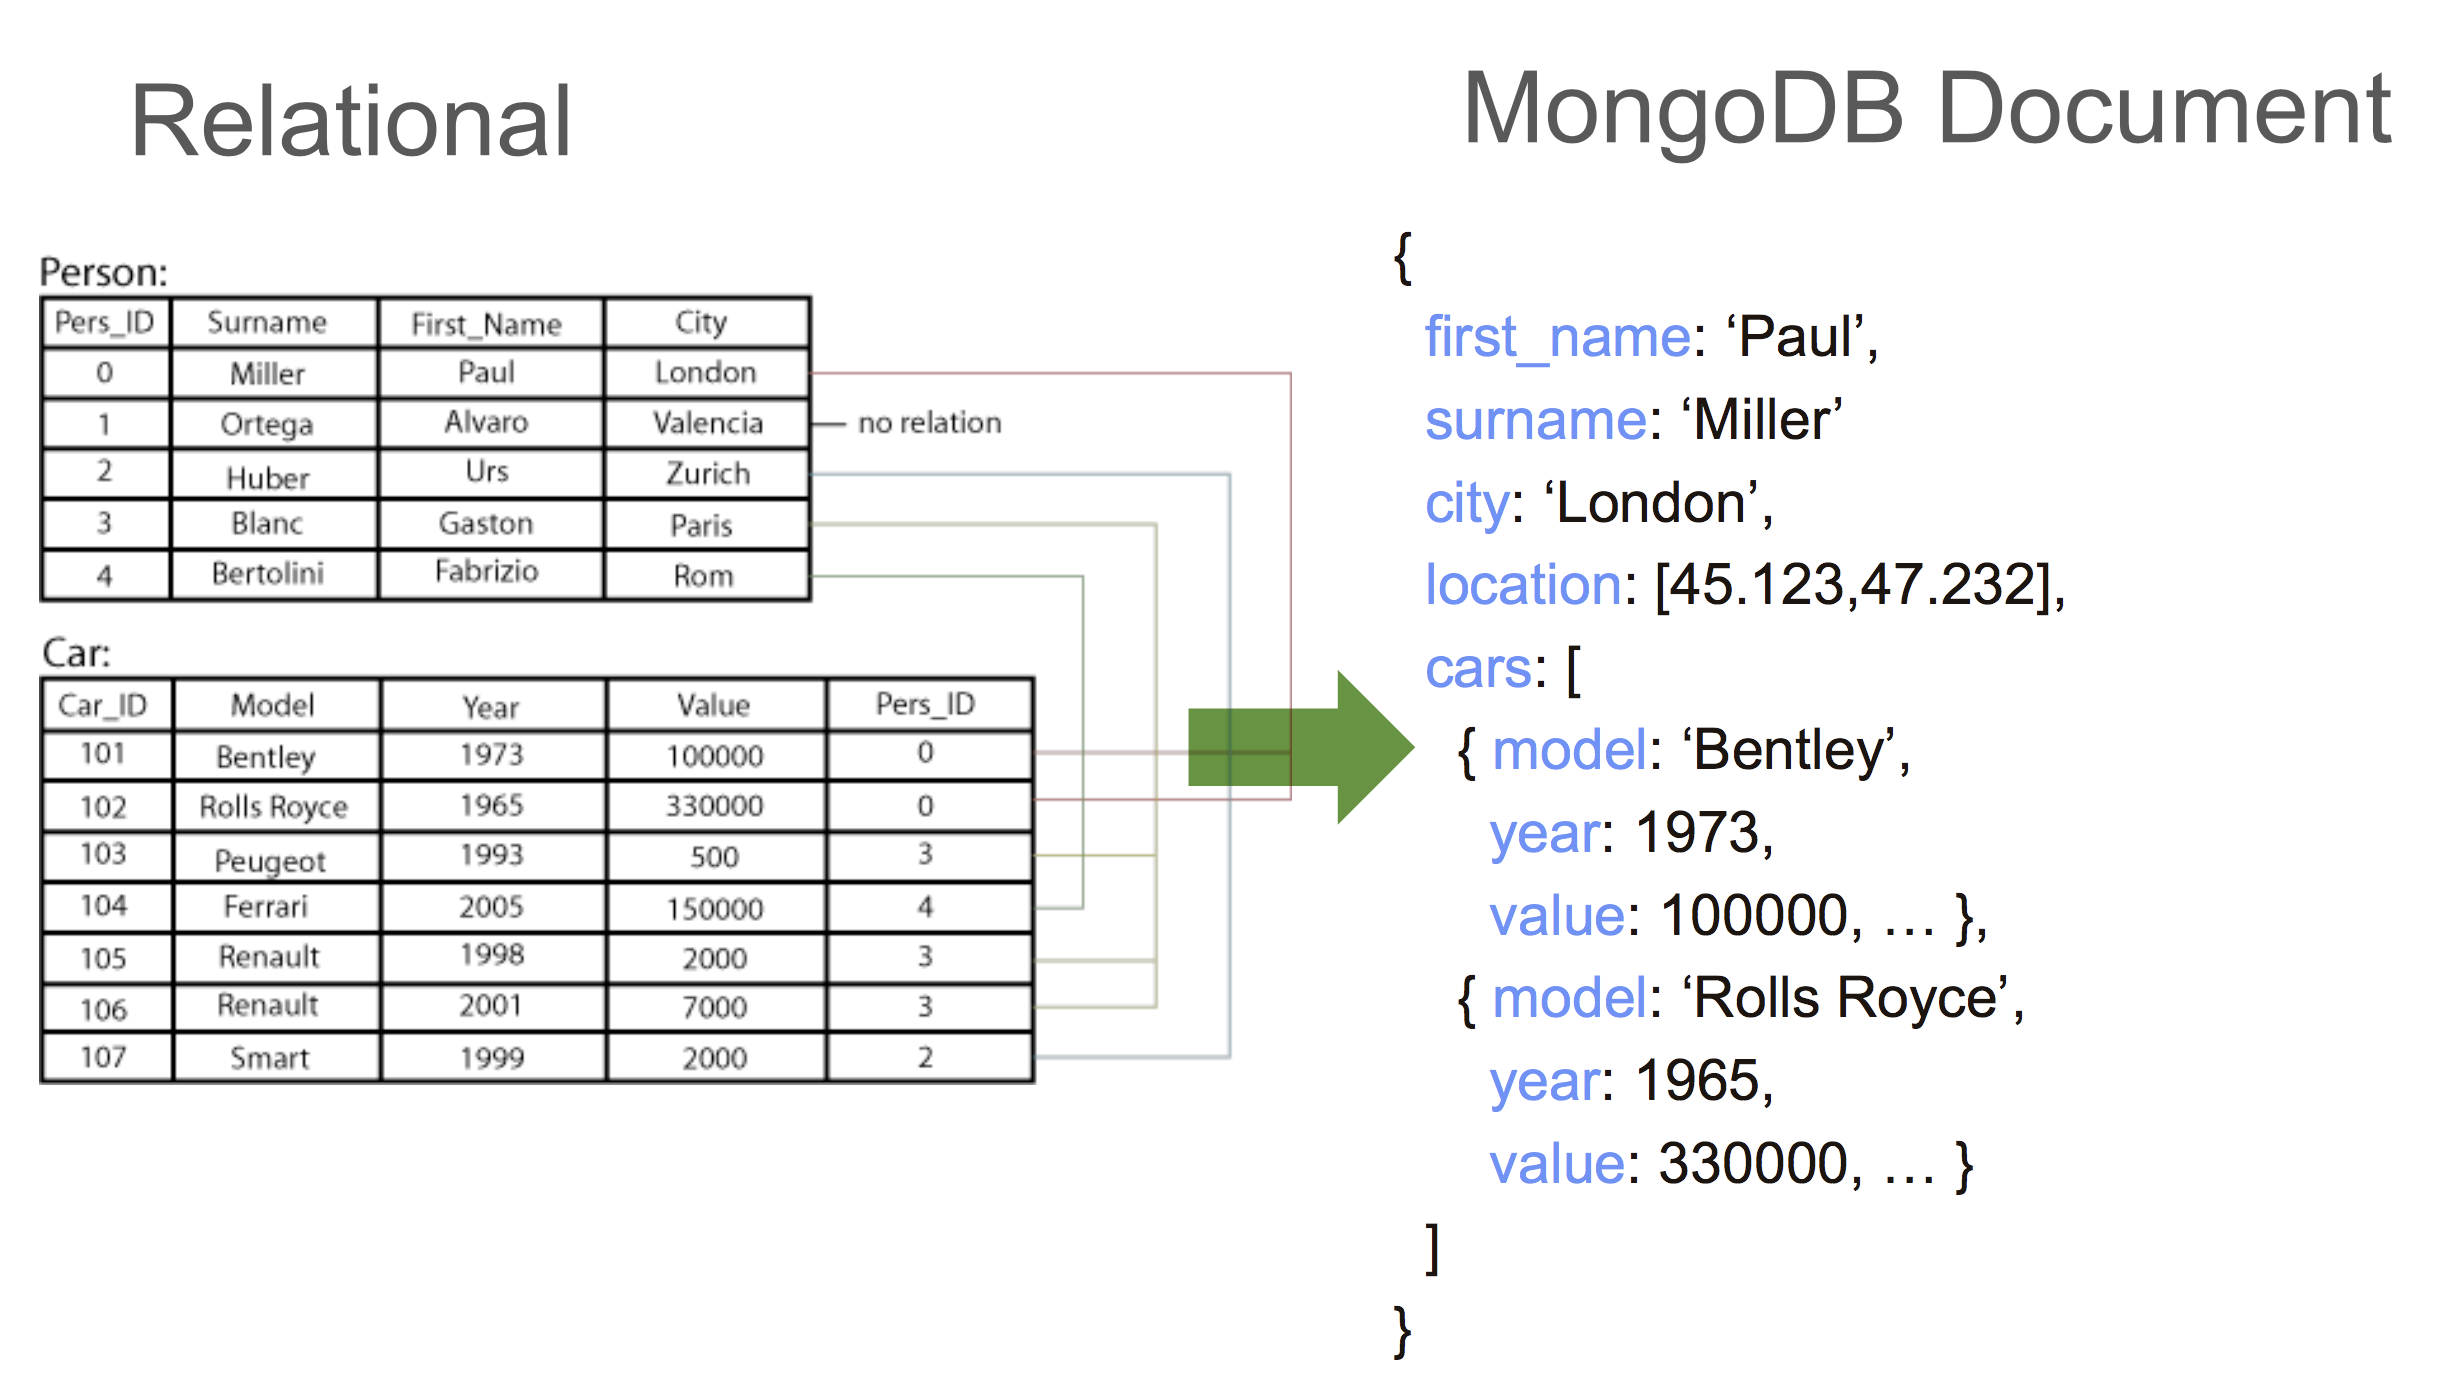 Relational
MongoDB Document
Person:
Pers_ID Surname First_Name City
0 Miller Paul London
1 Ortega Alvaro Valencia no relation
2 Huber Urs Zurich
3 Blanc Gaston Paris
4 Bertolini Fabrizio Rom
Car:
Car_ID Model Year Value Pers_ID
101 Bentley 1973 100000 0
102 Rolls Royce 1965 330000 0
103 Peugeot 1993 500 3
104 Ferrari 2005 150000 4
105 Renault 1998 2000 3
106 Renault 2001 7000 3
107 Smart 1999 2000 2
{
first_name: ‘Paul’,
surname: ‘Miller’
city: ‘London’,
location: [45.123,47.232],
cars: [
{ model: ‘Bentley’,
year: 1973,
value: 100000, … },
{ model: ‘Rolls Royce’,
year: 1965,
value: 330000, … }
]
}